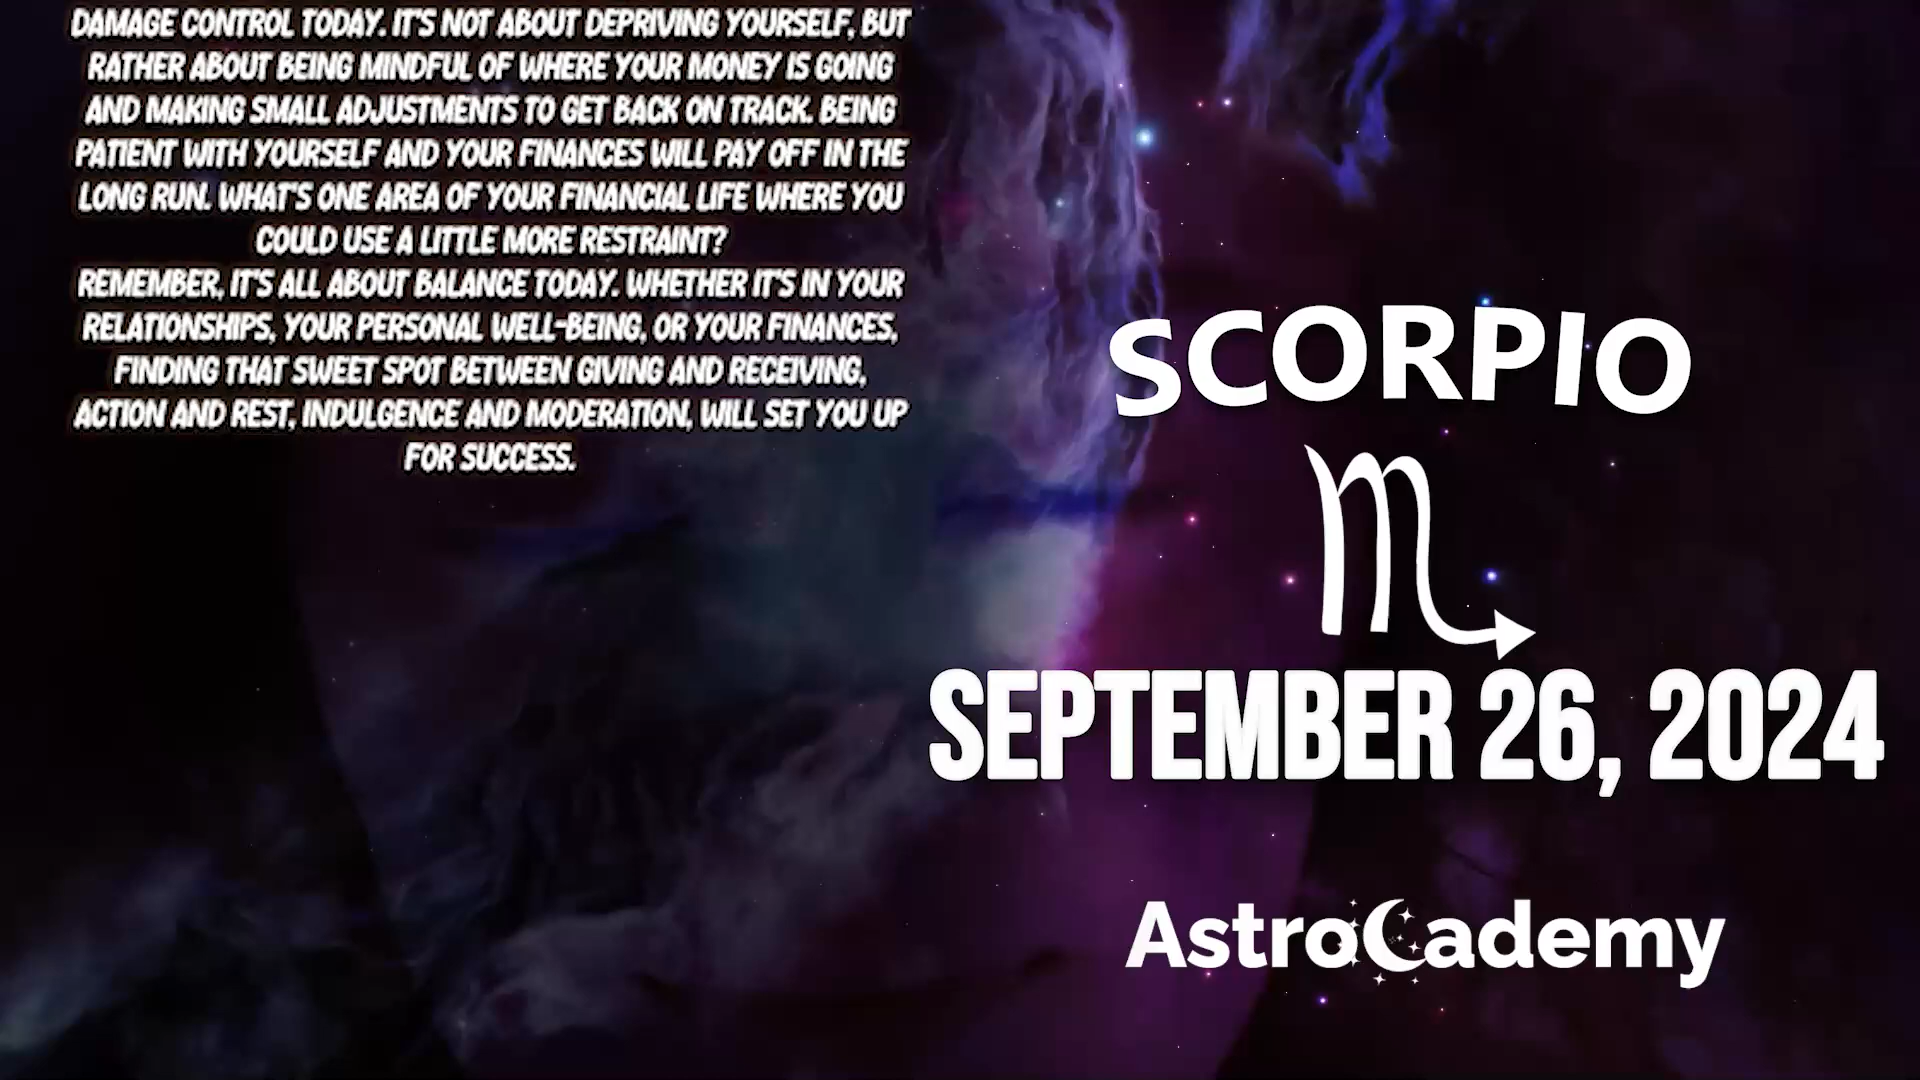 DAMAGE CONTROL TODAY. IT'S NOT ABOUT DEPRIVING YOURSELF, BUT
RATHER ABOUT BEING MINDFUL OF WHERE YOUR MONEY IS GOING
AND MAKING SMALL ADJUSTMENTS TO GET BACK ON TRACK. BEING
PATIENT WITH YOURSELF AND YOUR FINANCES WILL PAY OFF IN THE
LONG RUN. WHAT'S ONE AREA OF YOUR FINANCIAL LIFE WHERE YOU
COULD USE A LITTLE MORE RESTRAINT?
REMEMBER, IT'S ALL ABOUT BALANCE TODAY. WHETHER IT'S IN YOUR
RELATIONSHIPS, YOUR PERSONAL WELL-BEING, OR YOUR FINANCES,
FINDING THAT SWEET SPOT BETWEEN GIVING AND RECEIVING,
ACTION AND REST, INDULGENCE AND MODERATION, WILL SET YOU UP
FOR SUCCESS.
SCORPIO
♏
SEPTEMBER 26, 2024
AstroCademy